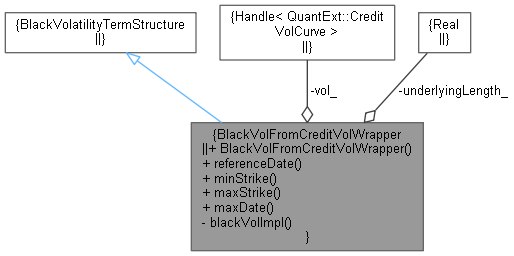 {BlackVolatilityTermStructure
||}
{Handle< QuantExt::Credit
VolCurve >
||}
{Real
||}
-vol_
-underlyingLength_
{BlackVolFromCreditVolWrapper
||+ BlackVolFromCreditVolWrapper()
+ referenceDate()
+ minStrike()
+ maxStrike()
+ maxDate()
- blackVolImpl()
}